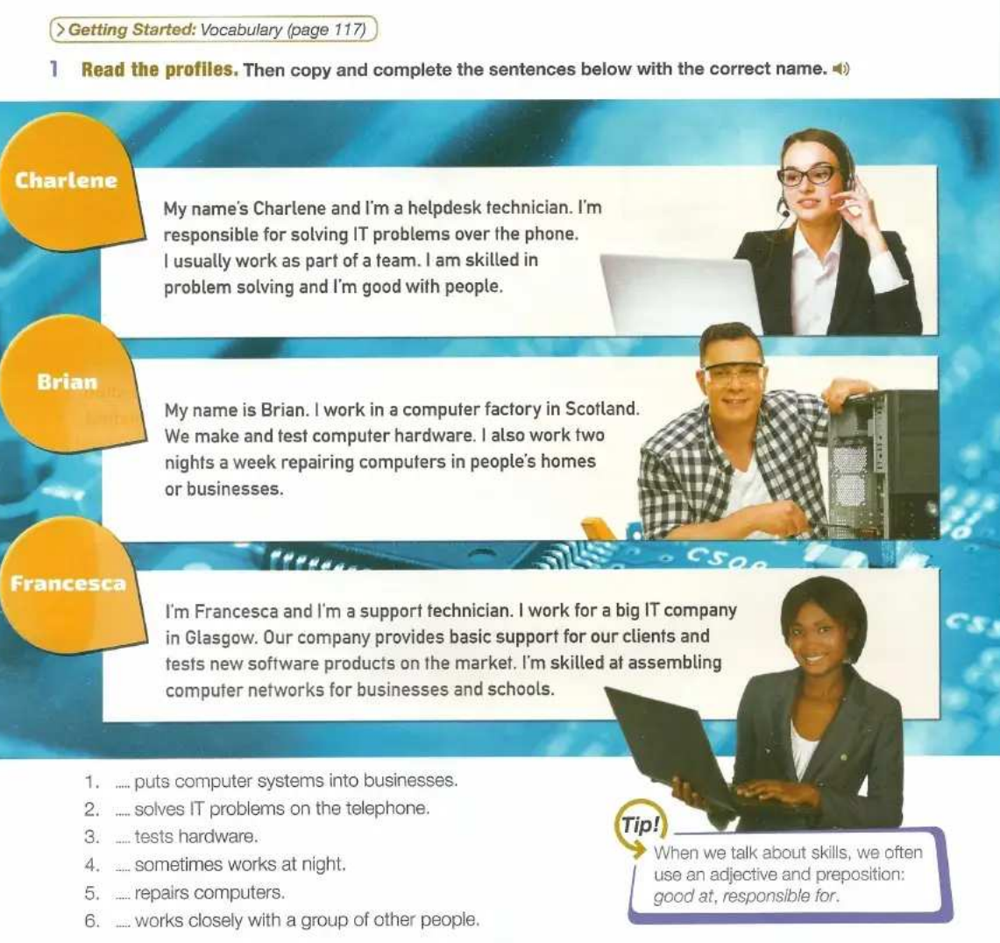 > Getting Started: Vocabulary (page 117)
1 Read the profiles. Then copy and complete the sentences below with the correct name.
Charlene
My name's Charlene and I'm a helpdesk technician. I'm
responsible for solving IT problems over the phone.
I usually work as part of a team. I am skilled in
problem solving and I'm good with people.
Brian
My name is Brian. I work in a computer factory in Scotland.
We make and test computer hardware. I also work two
nights a week repairing computers in people's homes
or businesses.
Francesca
I'm Francesca and I'm a support technician. I work for a big IT company
in Glasgow. Our company provides basic support for our clients and
tests new software products on the market. I'm skilled at assembling
computer networks for businesses and schools.
1. .... puts computer systems into businesses.
2. .... solves IT problems on the telephone.
3. .... tests hardware.
4. .... sometimes works at night.
5. .... repairs computers.
6. .... works closely with a group of other people.
Tip!
When we talk about skills, we often
use an adjective and preposition:
good at, responsible for.